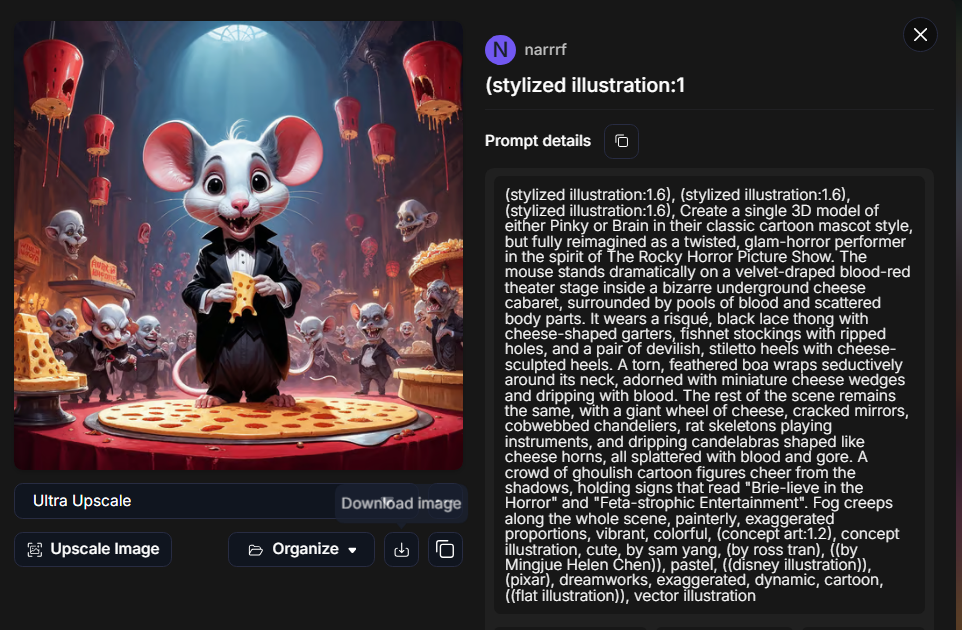 N narrrf
(stylized illustration:1
Prompt details
(stylized illustration:1.6), (stylized illustration:1.6),
(stylized illustration:1.6), Create a single 3D model of
either Pinky or Brain in their classic cartoon mascot style,
but fully reimagined as a twisted, glam-horror performer
in the spirit of The Rocky Horror Picture Show. The
mouse stands dramatically on a velvet-draped blood-red
theater stage inside a bizarre underground cheese
cabaret, surrounded by pools of blood and scattered
body parts. It wears a risqué, black lace thong with
cheese-shaped garters, fishnet stockings with ripped
holes, and a pair of devilish, stiletto heels with cheese-
sculpted heels. A torn, feathered boa wraps seductively
around its neck, adorned with miniature cheese wedges
and dripping with blood. The rest of the scene remains
the same, with a giant wheel of cheese, cracked mirrors,
cobwebbed chandeliers, rat skeletons playing
instruments, and dripping candelabras shaped like
cheese horns, all splattered with blood and gore. A
crowd of ghoulish cartoon figures cheer from the
shadows, holding signs that read "Brie-lieve in the
Horror" and "Feta-strophic Entertainment". Fog creeps
along the whole scene, painterly, exaggerated
proportions, vibrant, colorful, (concept art:1.2), concept
illustration, cute, by sam yang, (by ross tran), ((by
Mingjue Helen Chen)), pastel, ((disney illustration)),
(pixar), dreamworks, exaggerated, dynamic, cartoon,
((flat illustration)), vector illustration
Ultra Upscale
Download image
Upscale Image
Organize